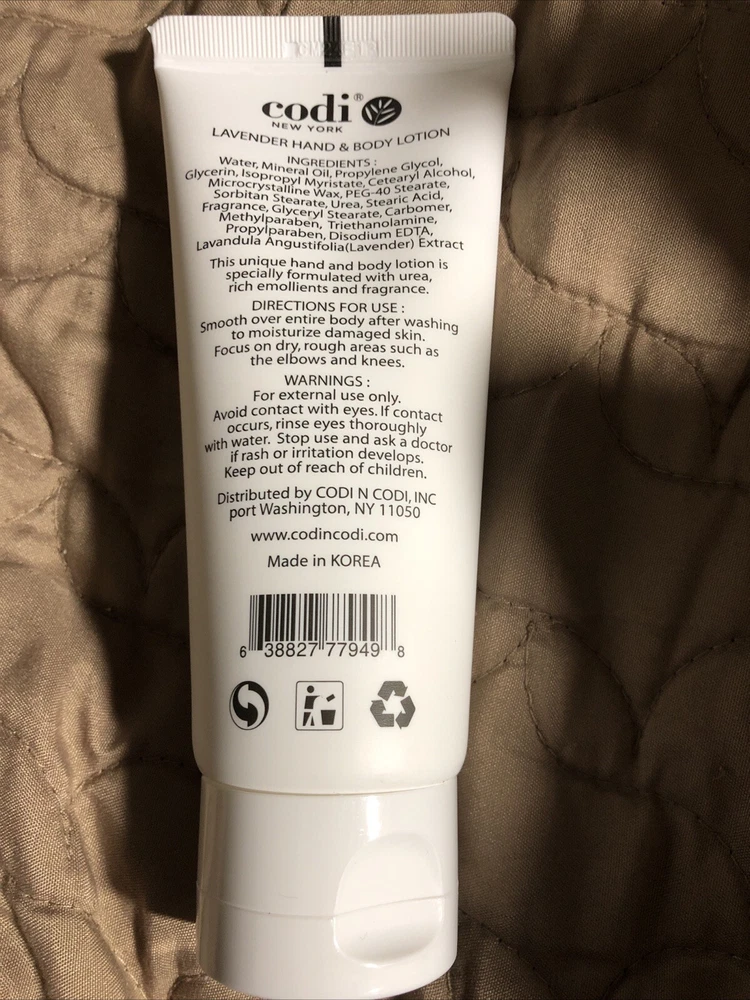 codi®
NEW YORK
LAVENDER HAND & BODY LOTION
INGREDIENTS :
Water, Mineral Oil, Propylene Glycol,
Glycerin, Isopropyl Myristate, Cetearyl Alcohol,
Microcrystalline Wax, PEG-40 Stearate,
Sorbitan Stearate, Urea, Stearic Acid,
Fragrance, Glyceryl Stearate, Carbomer,
Methylparaben, Triethanolamine,
Propylparaben, Disodium EDTA,
Lavandula Angustifolia(Lavender) Extract
This unique hand and body lotion is
specially formulated with urea,
rich emollients and fragrance.
DIRECTIONS FOR USE :
Smooth over entire body after washing
to moisturize damaged skin.
Focus on dry, rough areas such as
the elbows and knees.
WARNINGS :
For external use only.
Avoid contact with eyes. If contact
occurs, rinse eyes thoroughly
with water. Stop use and ask a doctor
if rash or irritation develops.
Keep out of reach of children.
Distributed by CODI N CODI, INC
port Washington, NY 11050
www.codincodi.com
Made in KOREA
6 38827 77949 8